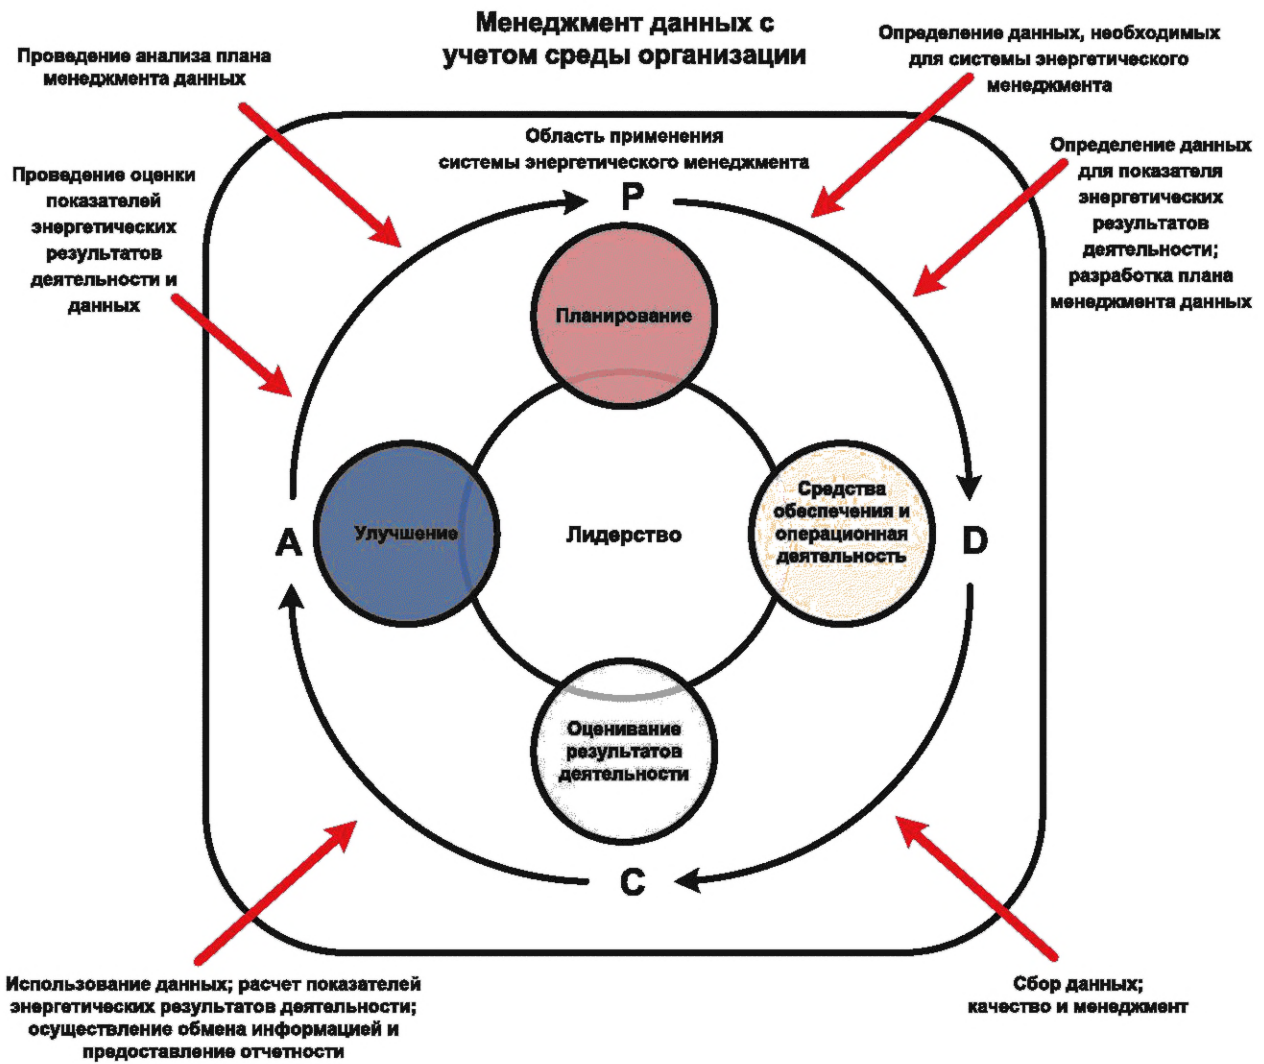 Менеджмент данных с
учетом среды организации
Проведение анализа плана
менеджмента данных
Определение данных, необходимых
для системы энергетического
менеджмента
Область применения
системы энергетического менеджмента
Определение данных
для показателя
энергетических
результатов
деятельности;
разработка плана
менеджмента данных
Проведение оценки
показателей
энергетических
результатов
деятельности и
данных
P
Планирование
A
Улучшение
Лидерство
Средства
обеспечения и
операционная
деятельность
D
Оценивание
результатов
деятельности
C
Использование данных; расчет показателей
энергетических результатов деятельности;
осуществление обмена информацией и
предоставление отчетности
Сбор данных;
качество и менеджмент